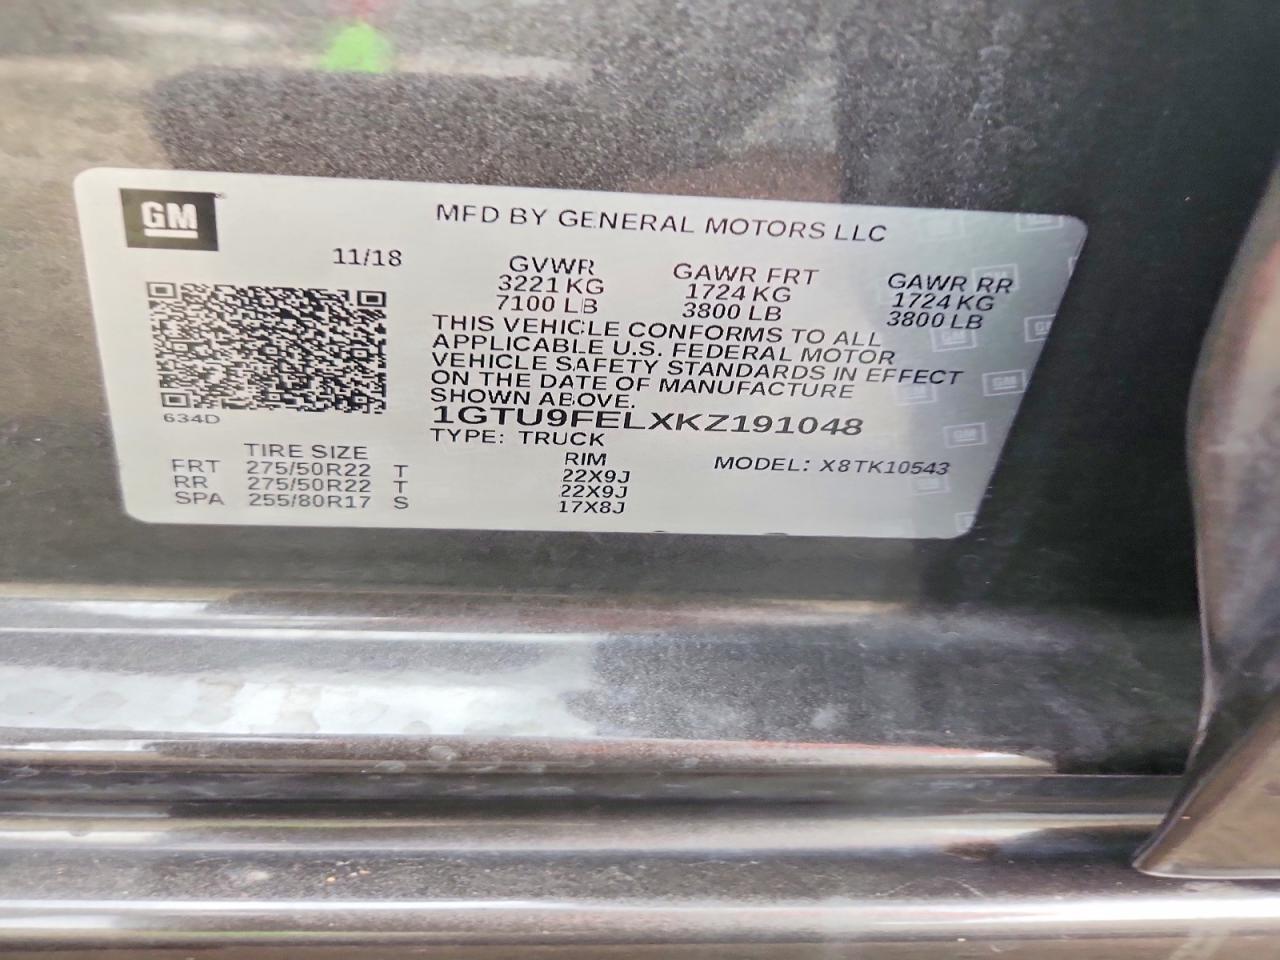 GM
MFD BY GENERAL MOTORS LLC
11/18
GVWR GAWR FRT GAWR RR
3221 KG 1724 KG 1724 KG
7100 LB 3800 LB 3800 LB
THIS VEHICLE CONFORMS TO ALL
APPLICABLE U.S. FEDERAL MOTOR
VEHICLE SAFETY STANDARDS IN EFFECT
ON THE DATE OF MANUFACTURE
SHOWN ABOVE.
634D
1GTU9FELXKZ191048
TYPE: TRUCK
TIRE SIZE RIM MODEL: X8TK10543
FRT 275/50R22 T 22X9J
RR 275/50R22 T 22X9J
SPA 255/80R17 S 17X8J